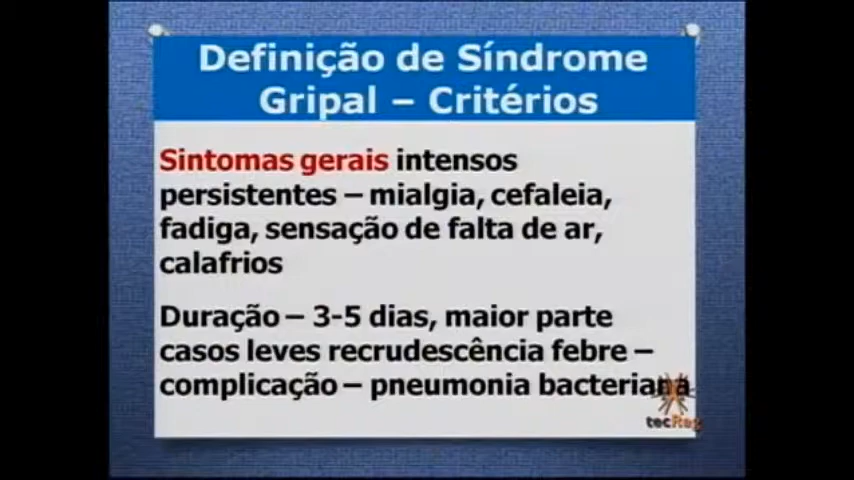 Definição de Síndrome
Gripal – Critérios
Sintomas gerais intensos
persistentes – mialgia, cefaleia,
fadiga, sensação de falta de ar,
calafrios
Duração – 3-5 dias, maior parte
casos leves recrudescência febre –
complicação – pneumonia bacteriana
tecReg